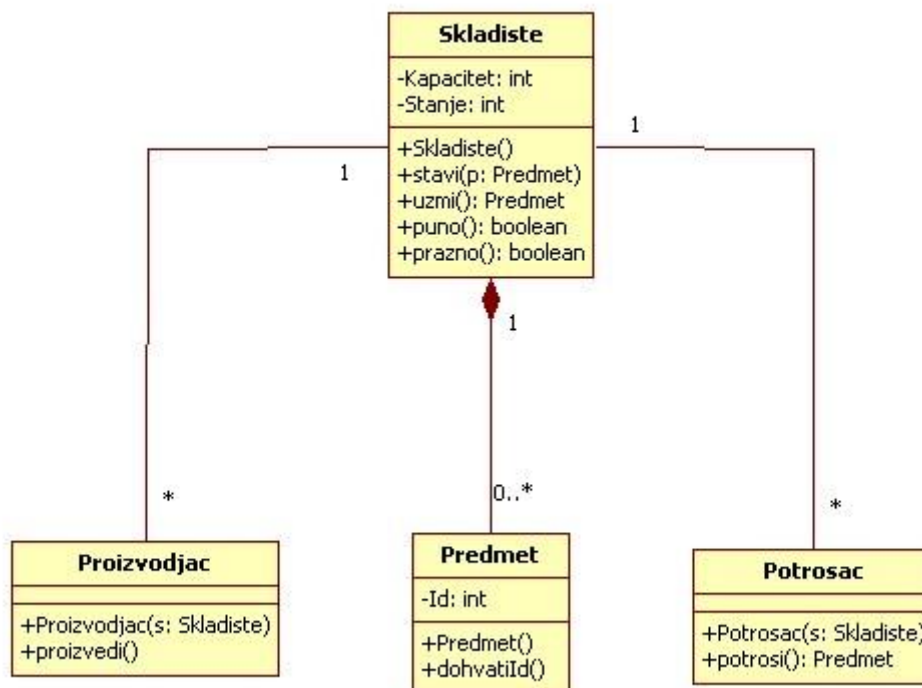 Skladiste
-Kapacitet: int
-Stanje: int
+Skladiste()
+stavi(p: Predmet)
+uzmi(): Predmet
+puno(): boolean
+prazno(): boolean
1
1
1
*
0..*
*
Proizvodjac
+Proizvodjac(s: Skladiste)
+proizvedi()
Predmet
-Id: int
+Predmet()
+dohvatiId()
Potrosac
+Potrosac(s: Skladiste)
+potrosi(): Predmet